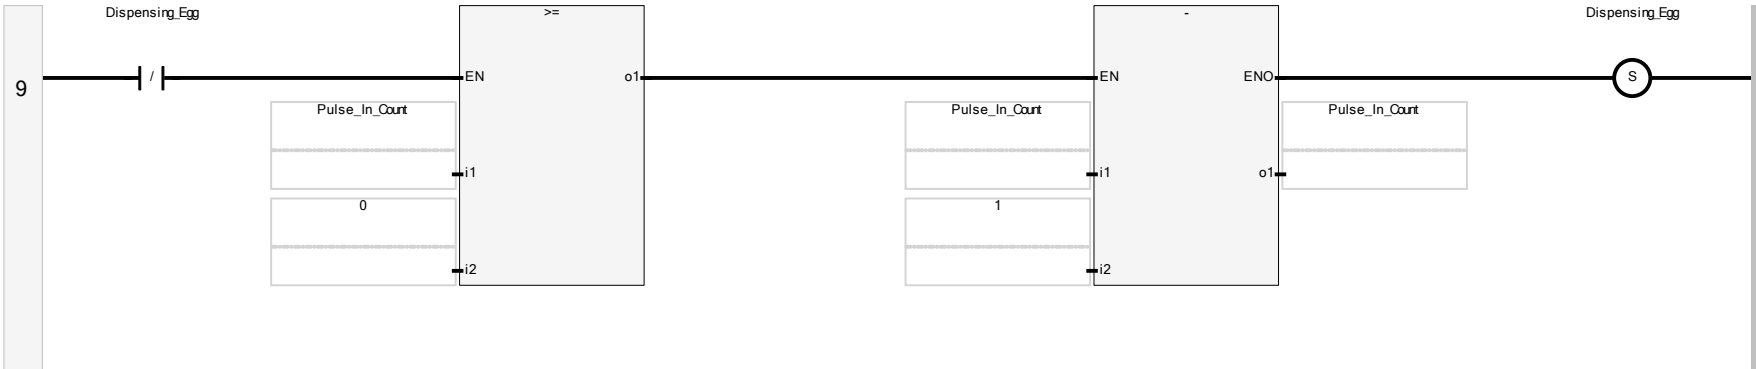 Dispensing_Egg
>=
-
Dispensing_Egg
9
/
EN
o1
EN
ENO
S
Pulse_In_Count
Pulse_In_Count
Pulse_In_Count
i1
i1
o1
0
1
i2
i2